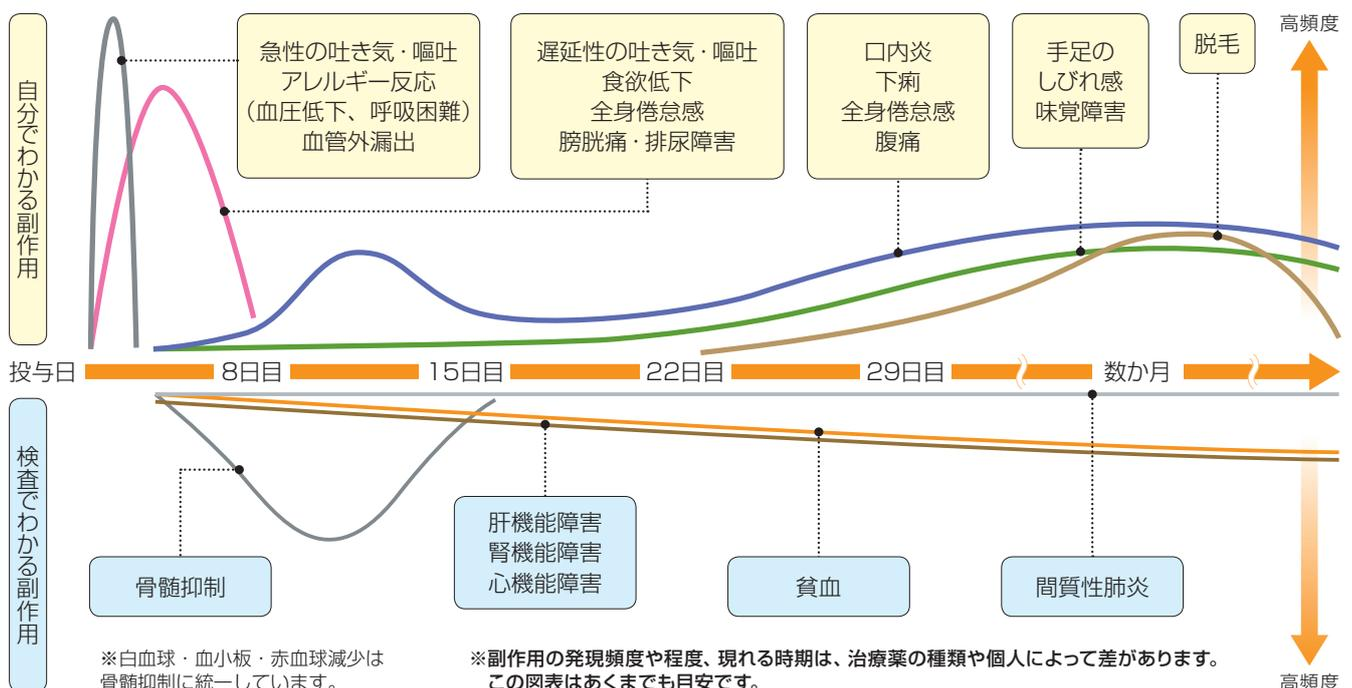 自分でわかる副作用
急性の吐き気・嘔吐
アレルギー反応
（血圧低下、呼吸困難）
血管外漏出
遅延性の吐き気・嘔吐
食欲低下
全身倦怠感
膀胱痛・排尿障害
口内炎
下痢
全身倦怠感
腹痛
手足の
しびれ感
味覚障害
脱毛
高頻度
投与日 8日目 15日目 22日目 29日目 数か月
検査でわかる副作用
骨髄抑制
肝機能障害
腎機能障害
心機能障害
貧血
間質性肺炎
※白血球・血小板・赤血球減少は
骨髄抑制に統一しています。
※副作用の発現頻度や程度、現れる時期は、治療薬の種類や個人によって差があります。
この図表はあくまでも目安です。
高頻度